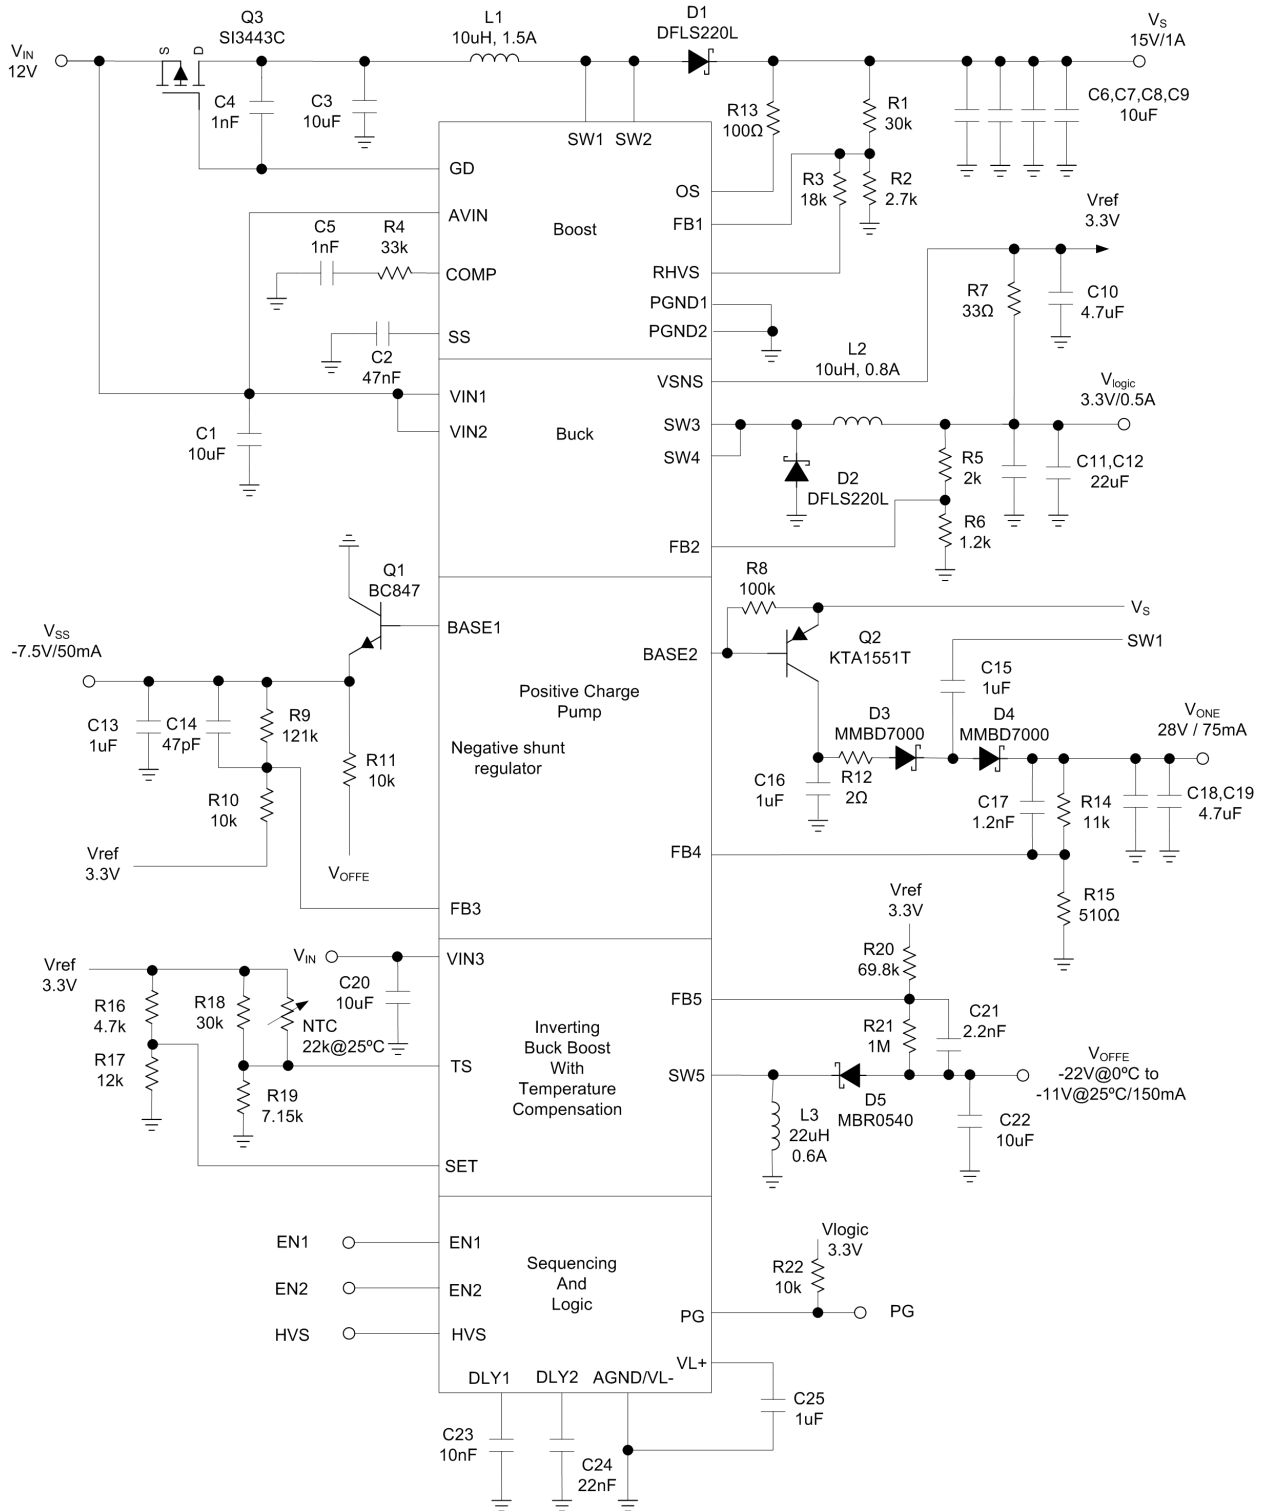 Q3
SI3443C
L1
10uH, 1.5A
D1
DFLS220L
VS
15V/1A
VIN
12V
S
D
C4
1nF
C3
10uF
R13
100Ω
R1
30k
C6,C7,C8,C9
10uF
SW1
SW2
GD
OS
R3
18k
R2
2.7k
AVIN
FB1
Boost
Vref
3.3V
C5
1nF
R4
33k
COMP
RHVS
PGND1
PGND2
R7
33Ω
C10
4.7uF
SS
C2
47nF
L2
10uH, 0.8A
VSNS
Vlogic
3.3V/0.5A
VIN1
VIN2
Buck
SW3
SW4
C1
10uF
R5
2k
C11,C12
22uF
D2
DFLS220L
R6
1.2k
FB2
Q1
BC847
R8
100k
BASE1
VS
Q2
KTA1551T
SW1
BASE2
VSS
-7.5V/50mA
C15
1uF
Positive Charge
Pump
Negative shunt
regulator
C13
1uF
C14
47pF
R9
121k
R11
10k
D3
MMBD7000
D4
MMBD7000
VONE
28V / 75mA
C16
1uF
R12
2Ω
C17
1.2nF
R14
11k
C18,C19
4.7uF
R10
10k
Vref
3.3V
VOFFE
FB4
FB3
Vref
3.3V
R15
510Ω
Vref
3.3V
VIN
VIN3
C20
10uF
R20
69.8k
FB5
R16
4.7k
R18
30k
NTC
22k@25ºC
R21
1M
C21
2.2nF
Inverting
Buck Boost
With
Temperature
Compensation
R17
12k
TS
SW5
VOFFE
-22V@0ºC to
-11V@25ºC/150mA
R19
7.15k
L3
22uH
0.6A
D5
MBR0540
C22
10uF
SET
EN1
EN1
EN2
EN2
HVS
HVS
Sequencing
And
Logic
Vlogic
3.3V
R22
10k
PG
PG
VL+
DLY1
DLY2
AGND/VL-
C25
1uF
C23
10nF
C24
22nF